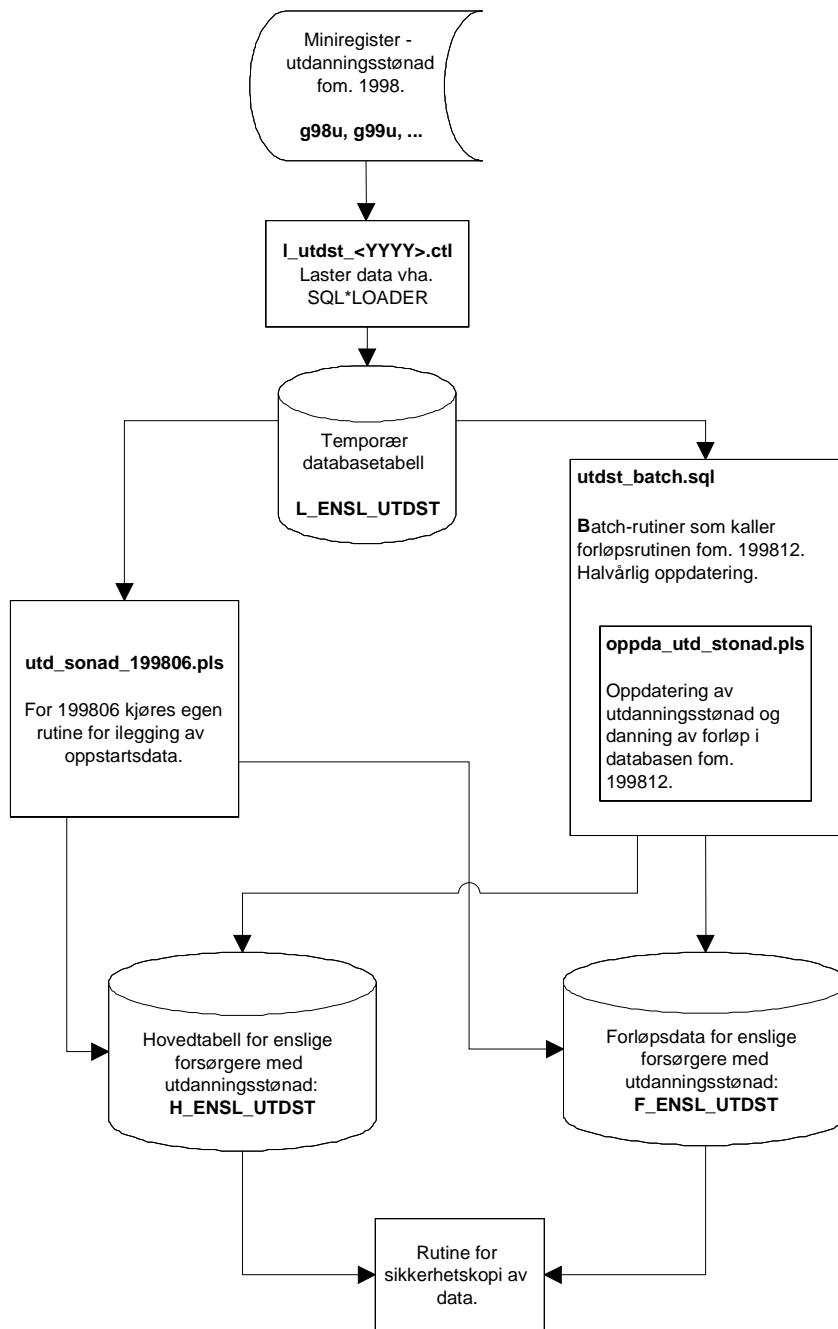 Miniregister -
utdanningsstønad
fom. 1998.
g98u, g99u, ...
l_utdst_<YYYY>.ctl
Laster data vha.
SQL*LOADER
Temporær
databasetabell
L_ENSL_UTDST
utdst_batch.sql
Batch-rutiner som kaller
forløpsrutinen fom. 199812.
Halvårlig oppdatering.
oppda_utd_stonad.pls
Oppdatering av
utdanningsstønad og
danning av forløp i
databasen fom.
199812.
utd_sonad_199806.pls
For 199806 kjøres egen
rutine for ilegging av
oppstartsdata.
Hovedtabell for enslige
forsørgere med
utdanningsstønad:
H_ENSL_UTDST
Forløpsdata for enslige
forsørgere med
utdanningsstønad:
F_ENSL_UTDST
Rutine for
sikkerhetskopi av
data.